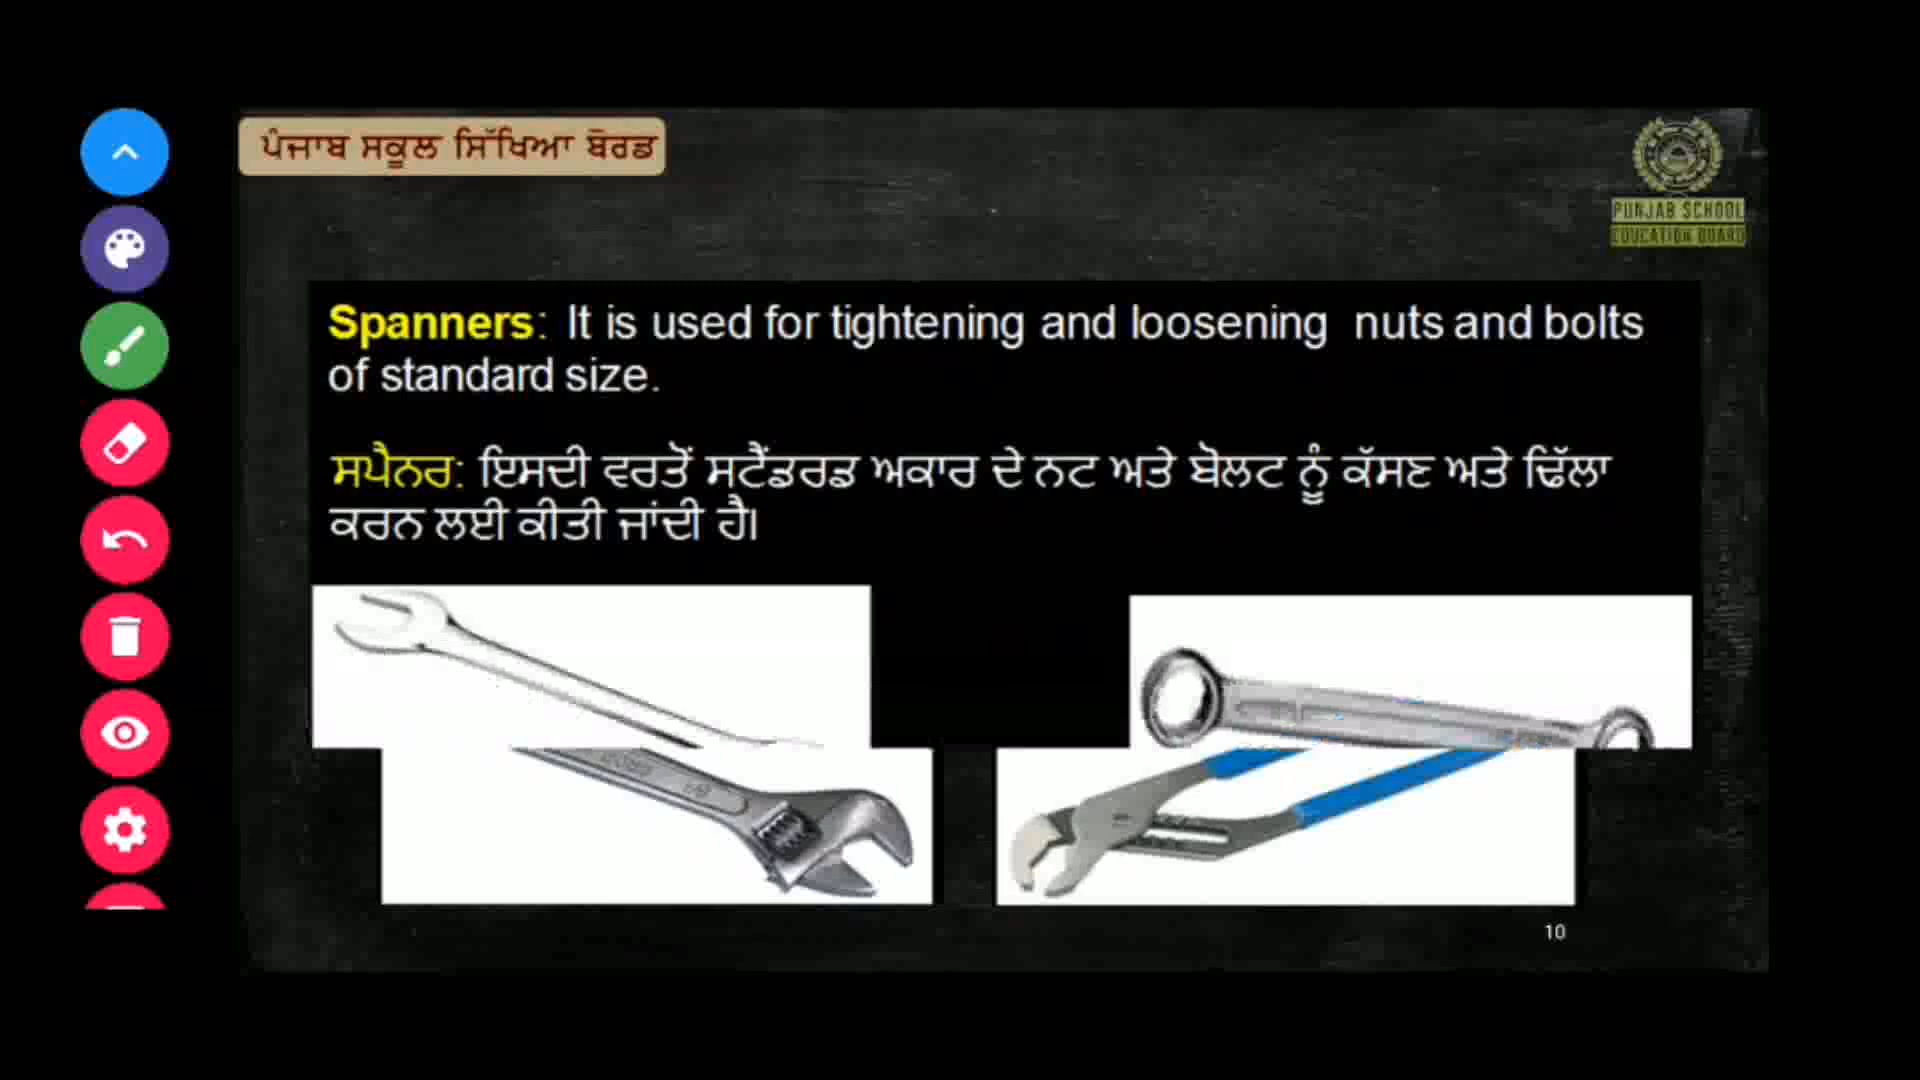 ਪੰਜਾਬ ਸਕੂਲ ਸਿੱਖਿਆ ਬੋਰਡ
PUNJAB SCHOOL
EDUCATION BOARD
Spanners: It is used for tightening and loosening nuts and bolts
of standard size.
ਸਪੈਨਰ: ਇਸਦੀ ਵਰਤੋਂ ਸਟੈਂਡਰਡ ਅਕਾਰ ਦੇ ਨਟ ਅਤੇ ਬੋਲਟ ਨੂੰ ਕੱਸਣ ਅਤੇ ਢਿੱਲਾ
ਕਰਨ ਲਈ ਕੀਤੀ ਜਾਂਦੀ ਹੈ।
10